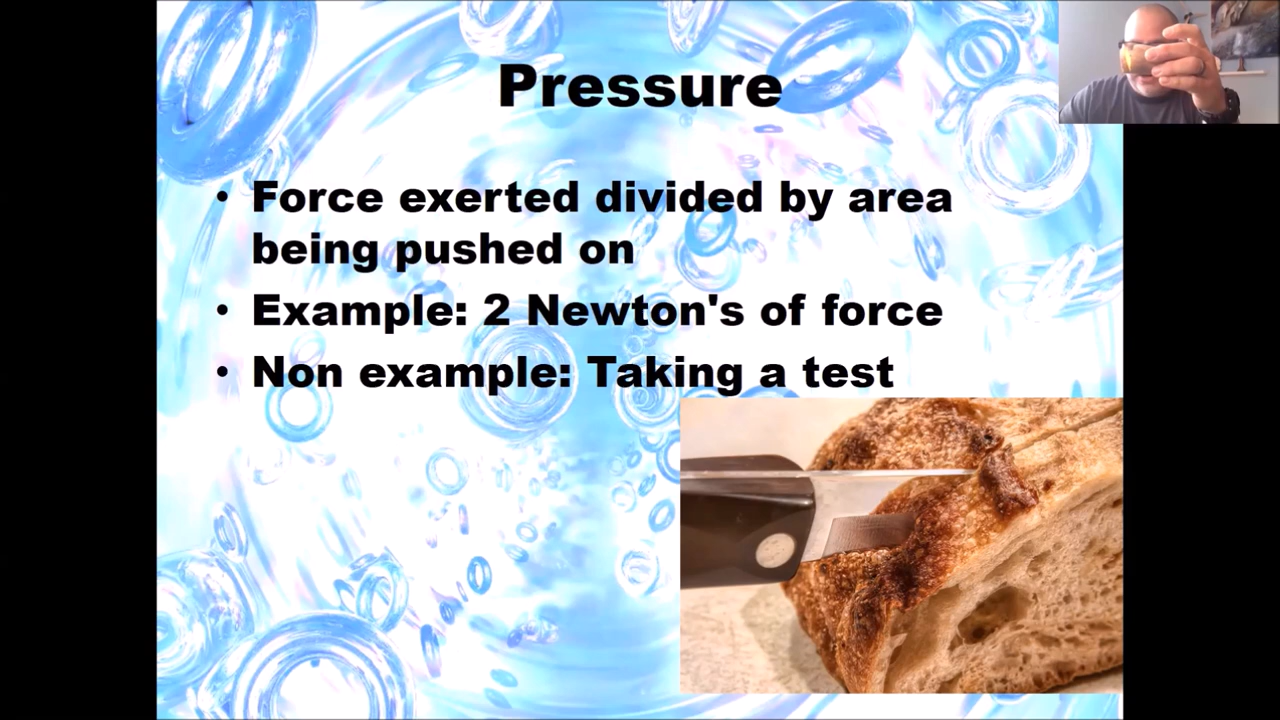 Pressure
• Force exerted divided by area
being pushed on
• Example: 2 Newton's of force
• Non example: Taking a test